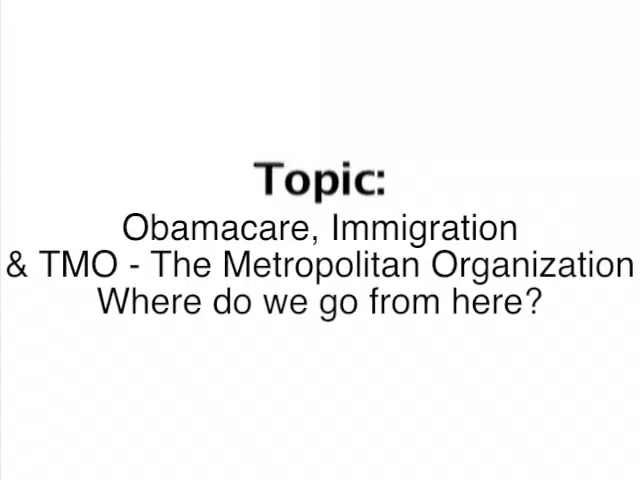 Topic:
Obamacare, Immigration
& TMO - The Metropolitan Organization
Where do we go from here?